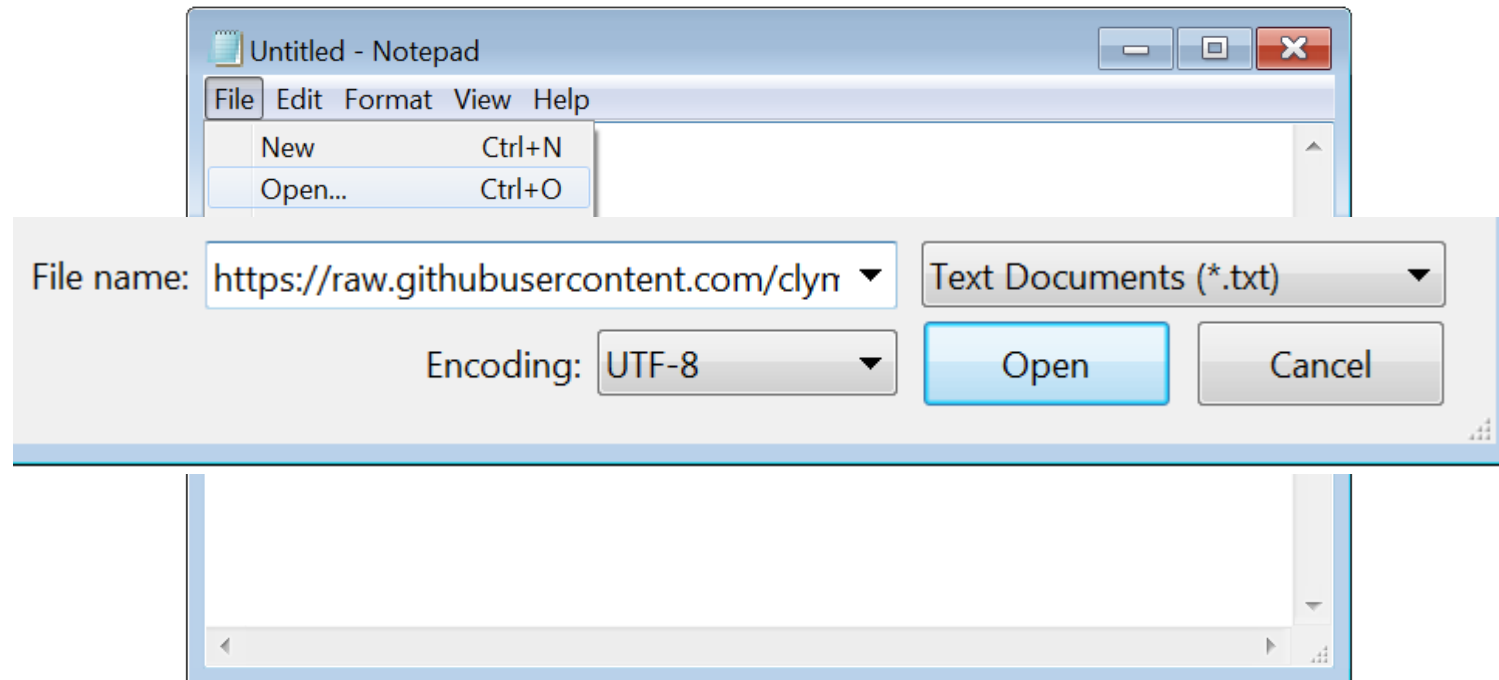 Untitled - Notepad
File Edit Format View Help
New Ctrl+N
Open... Ctrl+O
File name: https://raw.githubusercontent.com/clym Text Documents (*.txt)
Encoding: UTF-8 Open Cancel